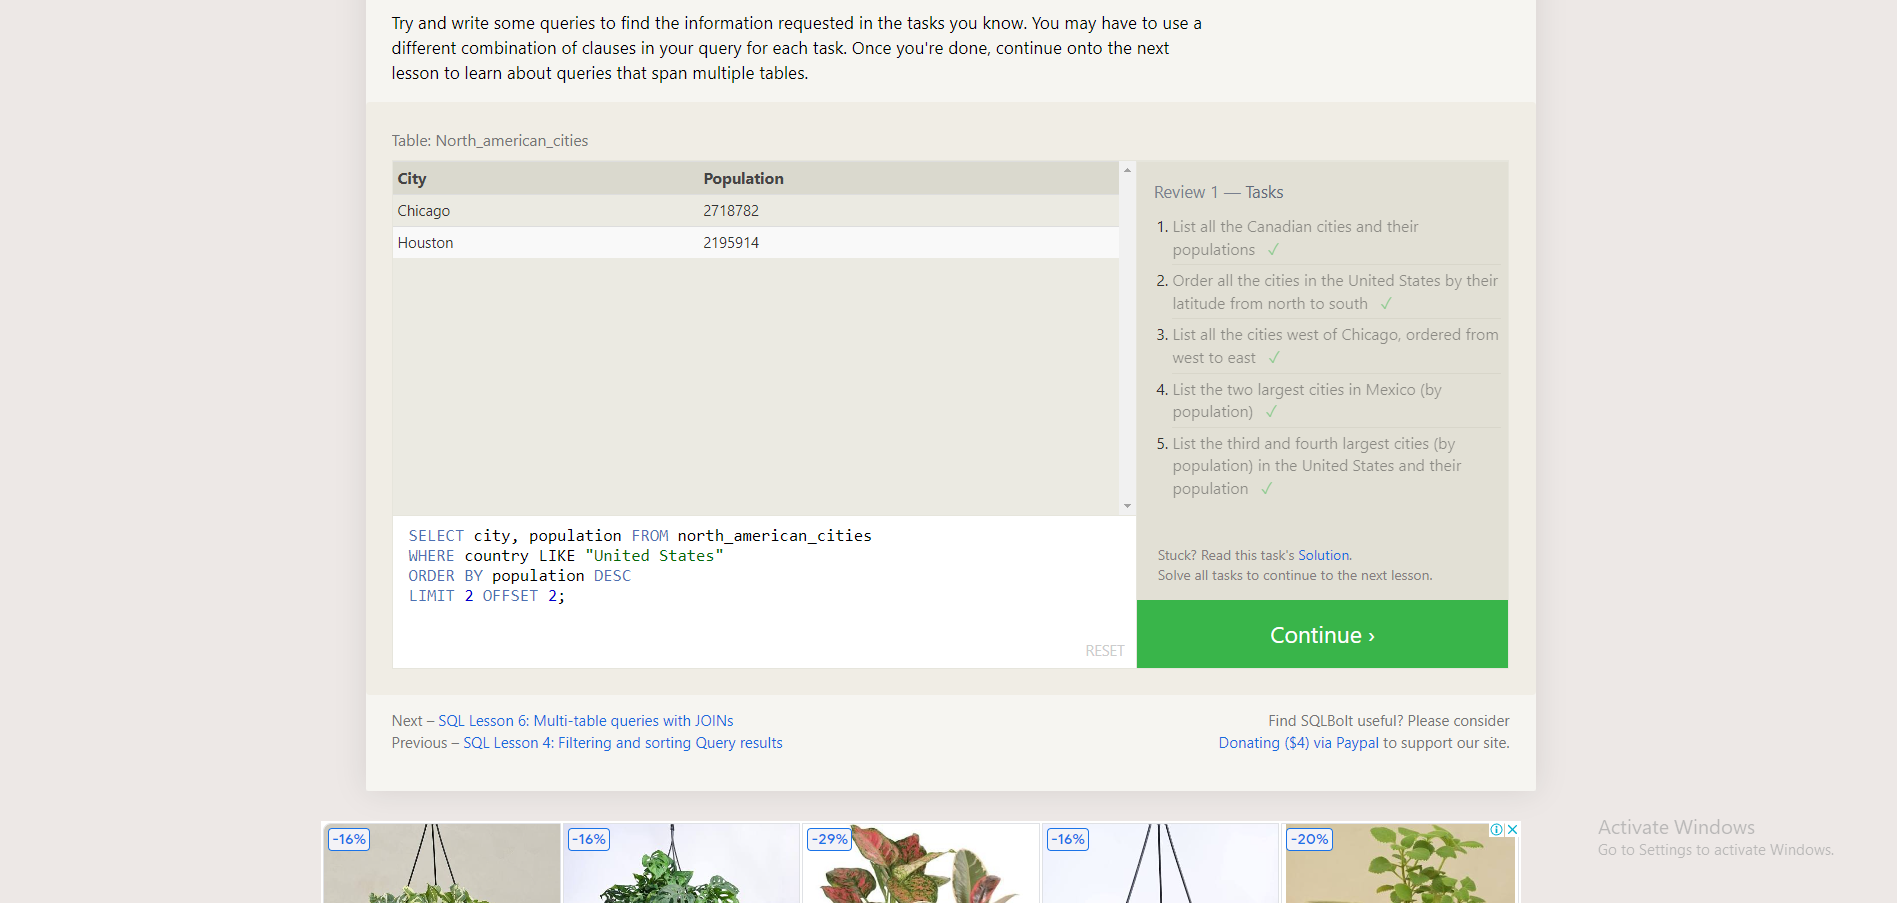 Try and write some queries to find the information requested in the tasks you know. You may have to use a
different combination of clauses in your query for each task. Once you're done, continue onto the next
lesson to learn about queries that span multiple tables.
Table: North_american_cities
City Population
Chicago 2718782
Houston 2195914
SELECT city, population FROM north_american_cities
WHERE country LIKE "United States"
ORDER BY population DESC
LIMIT 2 OFFSET 2;
RESET
Review 1 — Tasks
1. List all the Canadian cities and their
populations ✓
2. Order all the cities in the United States by their
latitude from north to south ✓
3. List all the cities west of Chicago, ordered from
west to east ✓
4. List the two largest cities in Mexico (by
population) ✓
5. List the third and fourth largest cities (by
population) in the United States and their
population ✓
Stuck? Read this task's Solution.
Solve all tasks to continue to the next lesson.
Continue ›
Next – SQL Lesson 6: Multi-table queries with JOINs
Previous – SQL Lesson 4: Filtering and sorting Query results
Find SQLBolt useful? Please consider
Donating ($4) via Paypal to support our site.
-16% -16% -29% -16% -20%
Activate Windows
Go to Settings to activate Windows.